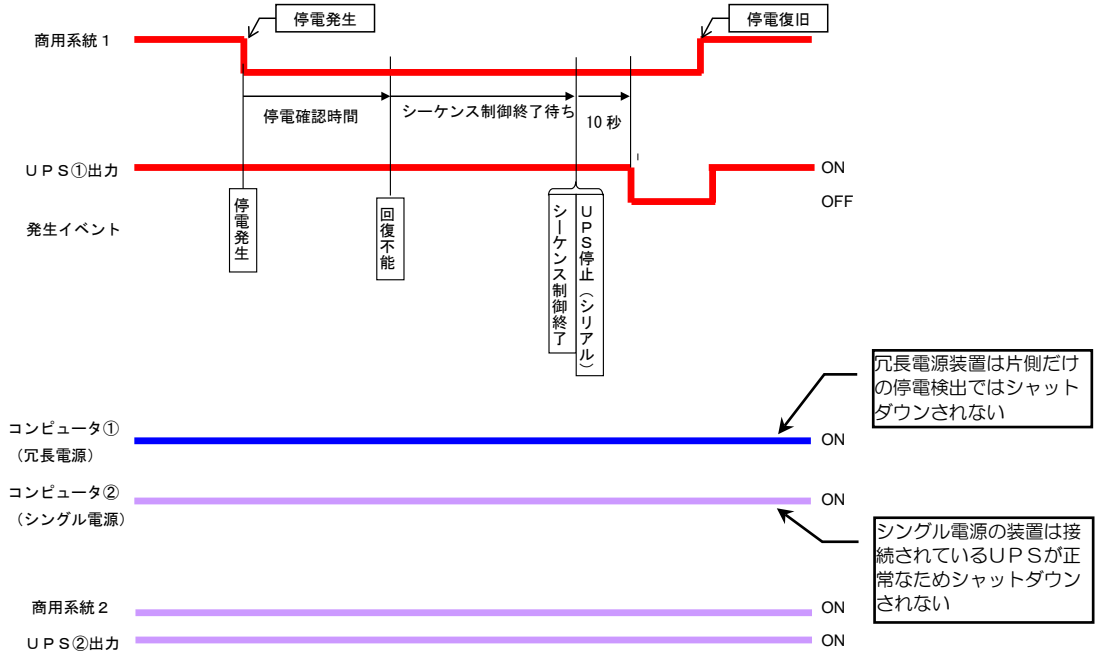 停電発生
停電復旧
商用系統1
停電確認時間
シーケンス制御終了待ち
10 秒
UPS①出力
ON
OFF
発生イベント
停電発生
回復不能
シーケンス制御終了
UPS停止（シリアル）
冗長電源装置は片側だけ
の停電検出ではシャット
ダウンされない
コンピュータ①
（冗長電源）
ON
コンピュータ②
（シングル電源）
ON
シングル電源の装置は接
続されているUPSが正
常なためシャットダウン
されない
商用系統2
ON
UPS②出力
ON